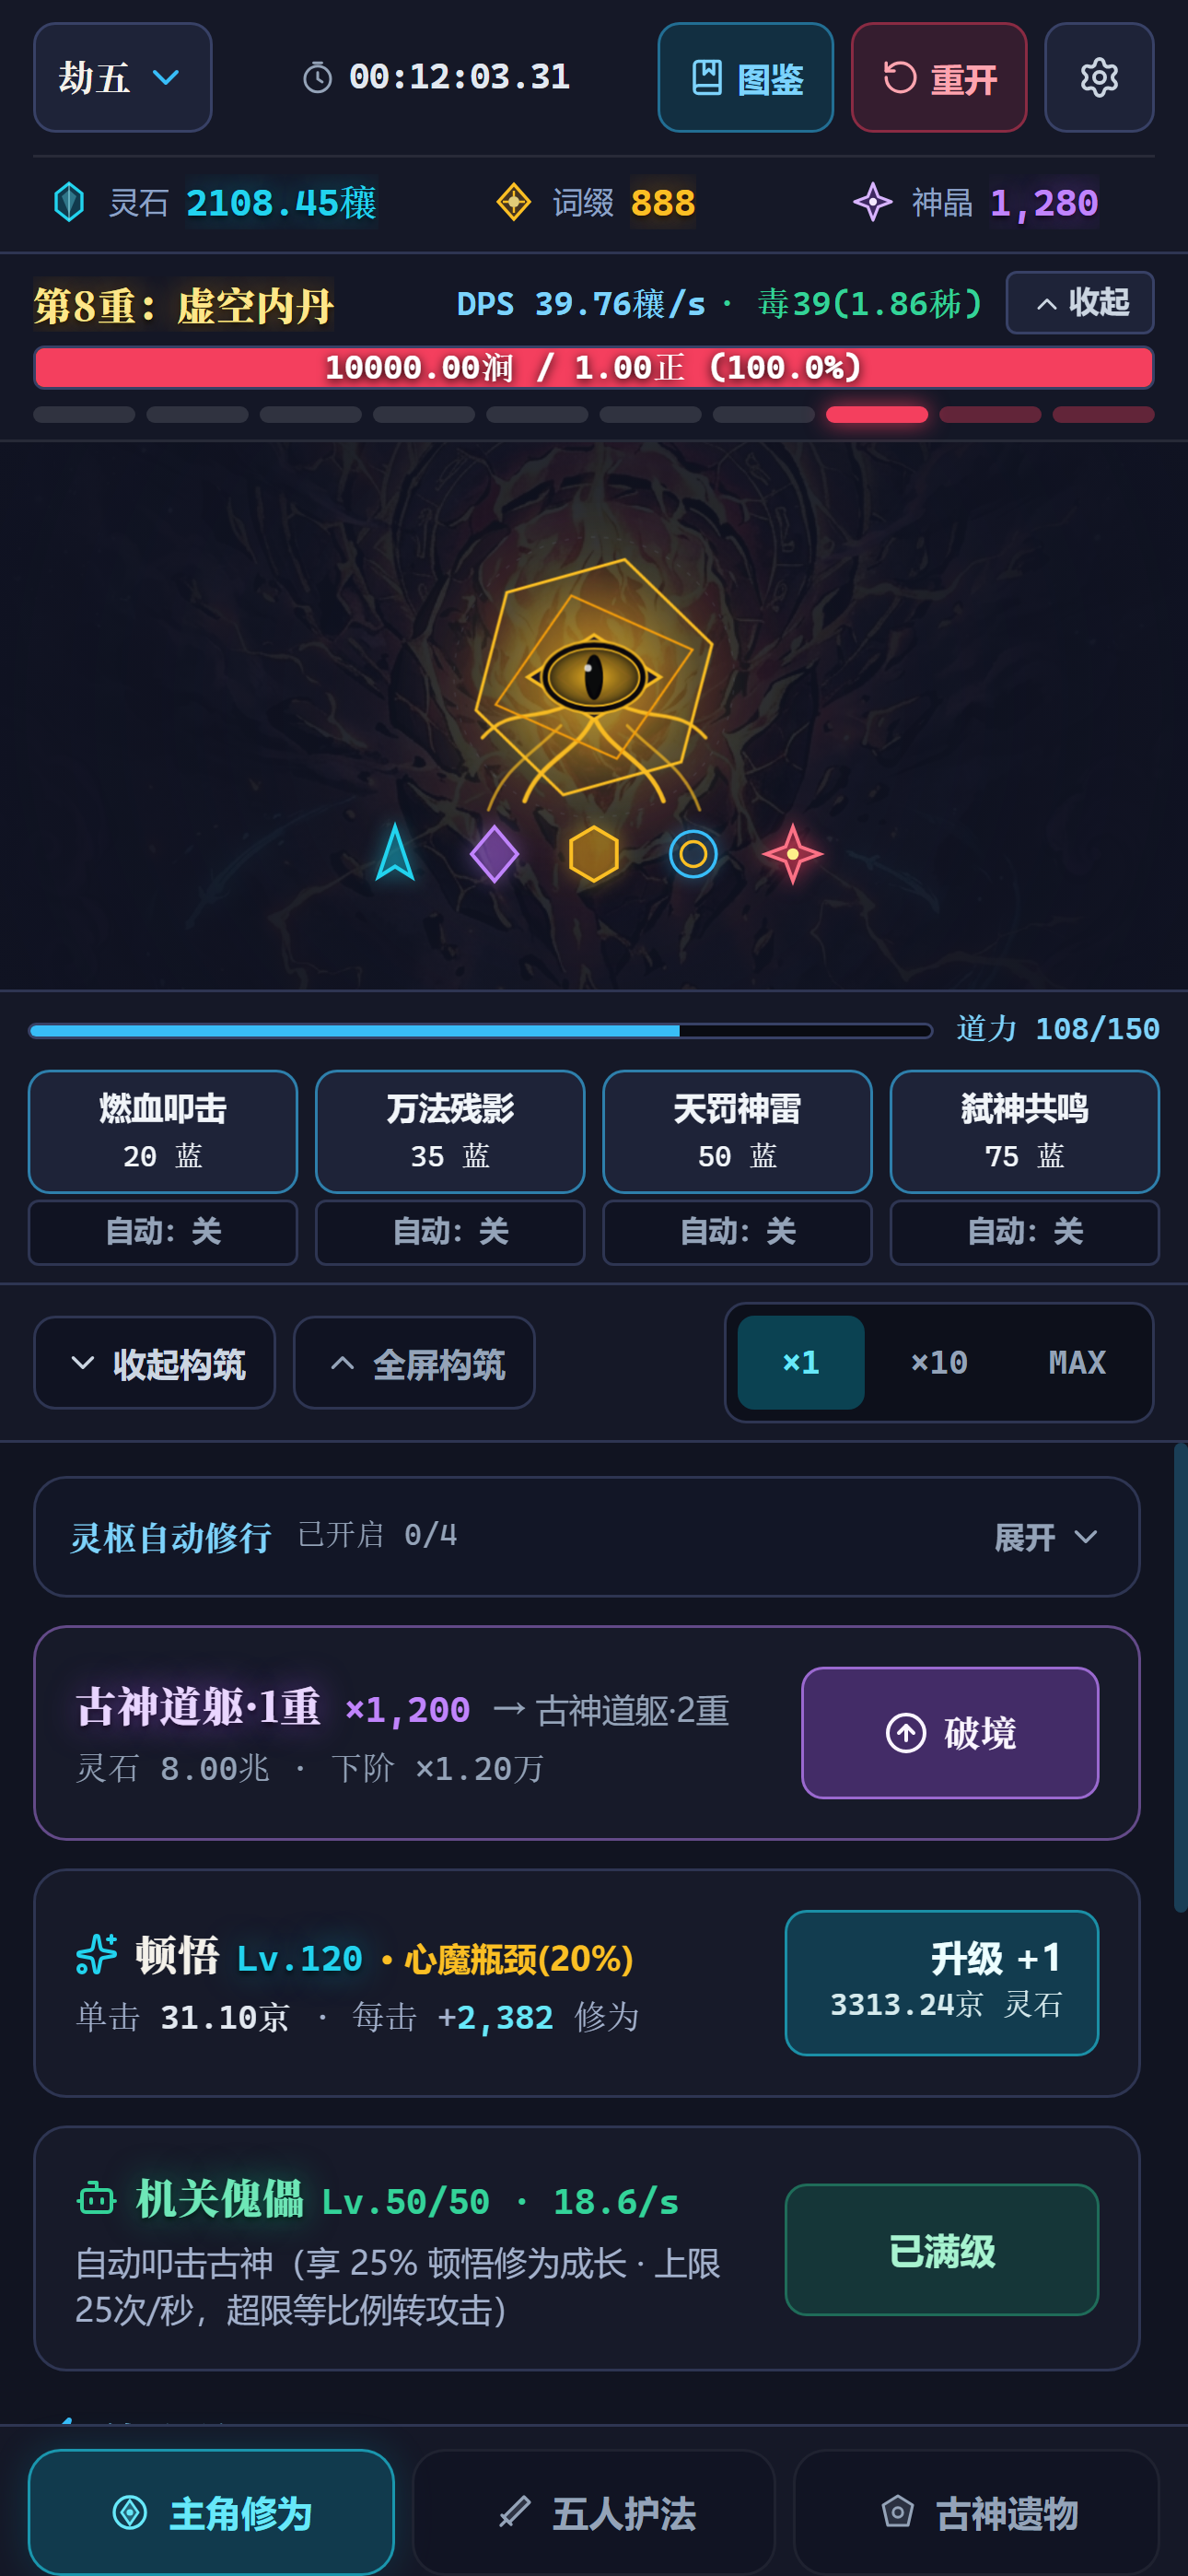 劫五
00:12:03.31
图鉴
重开
灵石 2108.45穰
词缀 888
神晶 1,280
第8重：虚空内丹
DPS 39.76穰/s · 毒39(1.86秭)
收起
10000.00涧 / 1.00正 (100.0%)
道力 108/150
燃血叩击
20 蓝
自动：关
万法残影
35 蓝
自动：关
天罚神雷
50 蓝
自动：关
弑神共鸣
75 蓝
自动：关
收起构筑
全屏构筑
×1
×10
MAX
灵枢自动修行 已开启 0/4
展开
古神道躯·1重 ×1,200 → 古神道躯·2重
灵石 8.00兆 · 下阶 ×1.20万
破境
顿悟 Lv.120 • 心魔瓶颈(20%)
单击 31.10京 · 每击 +2,382 修为
升级 +1
3313.24京 灵石
机关傀儡 Lv.50/50 · 18.6/s
自动叩击古神（享 25% 顿悟修为成长 · 上限
25次/秒，超限等比例转攻击）
已满级
主角修为
五人护法
古神遗物